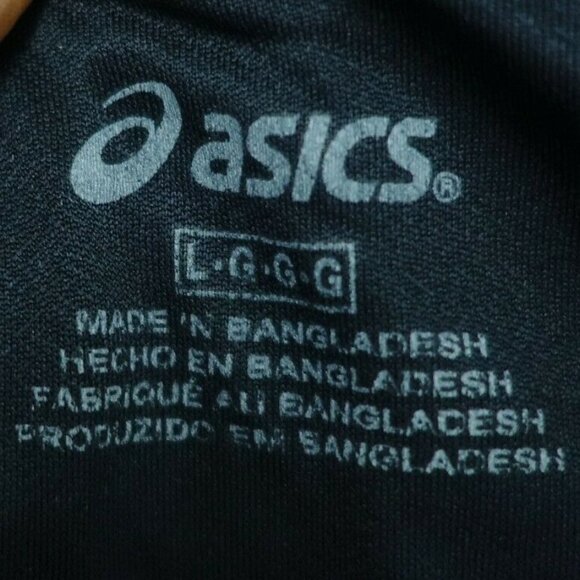 asics®
L·G·G·G
MADE IN BANGLADESH
HECHO EN BANGLADESH
FABRIQUÉ AU BANGLADESH
PRODUZIDO EM BANGLADESH